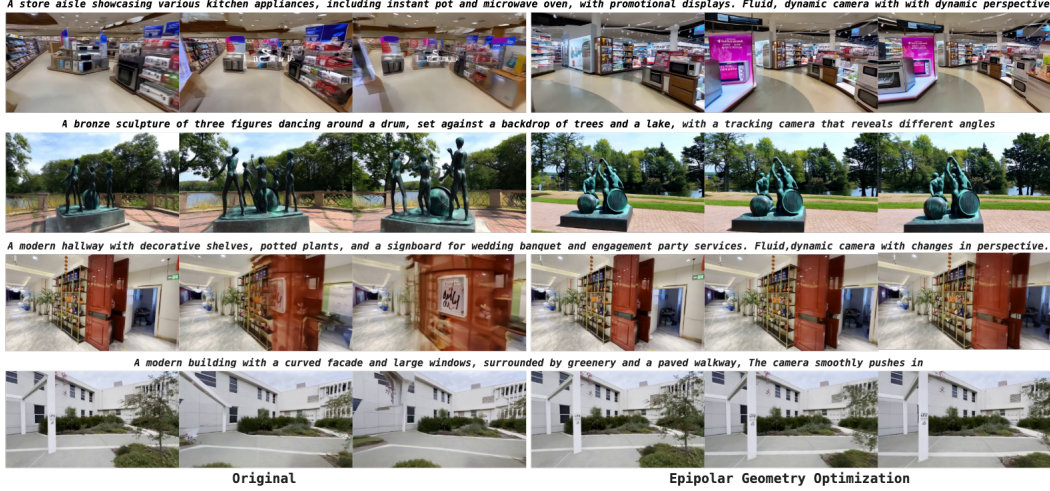 A store aisle showcasing various kitchen appliances, including instant pot and microwave oven, with promotional displays. Fluid, dynamic camera with with dynamic perspective
A bronze sculpture of three figures dancing around a drum, set against a backdrop of trees and a lake, with a tracking camera that reveals different angles
A modern hallway with decorative shelves, potted plants, and a signboard for wedding banquet and engagement party services. Fluid,dynamic camera with changes in perspective.
A modern building with a curved facade and large windows, surrounded by greenery and a paved walkway, The camera smoothly pushes in
Original
Epipolar Geometry Optimization